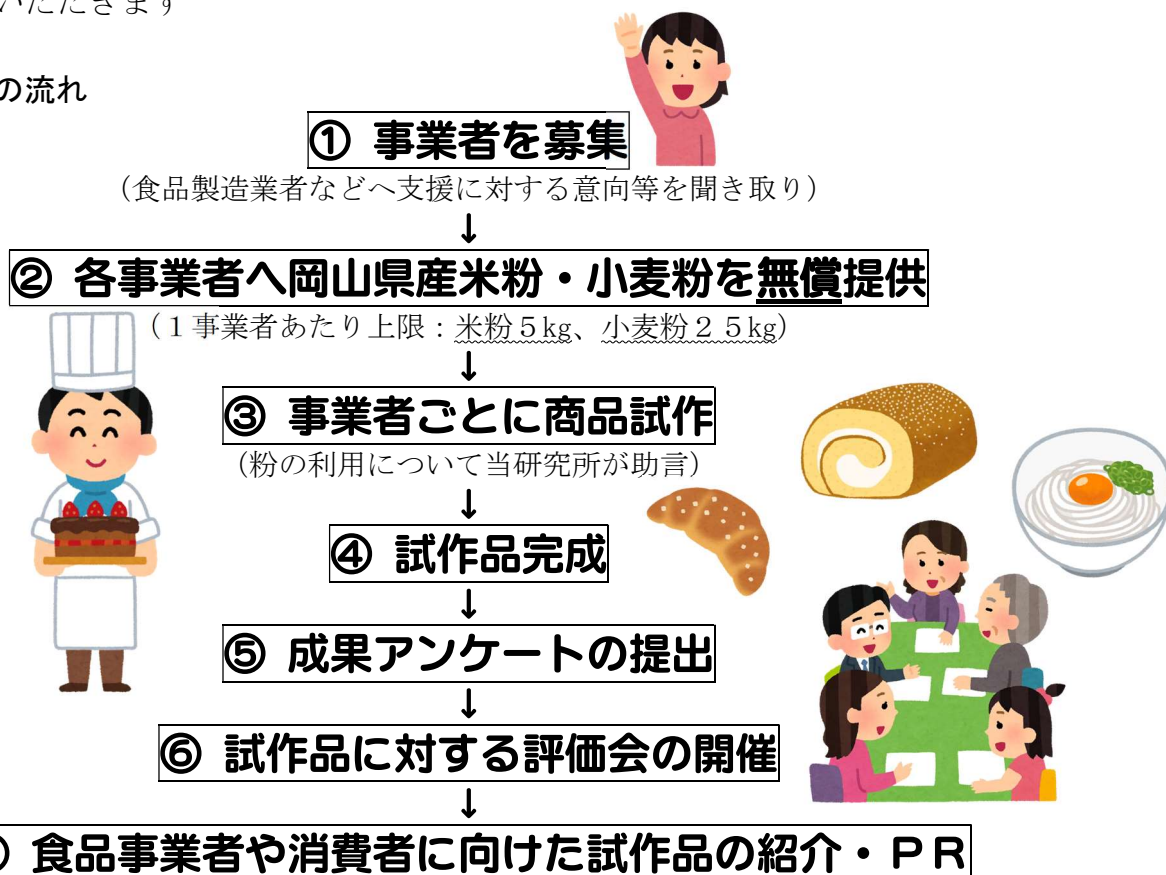 いただきます
の流れ
① 事業者を募集
（食品製造業者などへ支援に対する意向等を聞き取り）
↓
② 各事業者へ岡山県産米粉・小麦粉を無償提供
（１事業者あたり上限：米粉５kg、小麦粉２５kg）
↓
③ 事業者ごとに商品試作
（粉の利用について当研究所が助言）
↓
④ 試作品完成
↓
⑤ 成果アンケートの提出
↓
⑥ 試作品に対する評価会の開催
↓
食品事業者や消費者に向けた試作品の紹介・ＰＲ